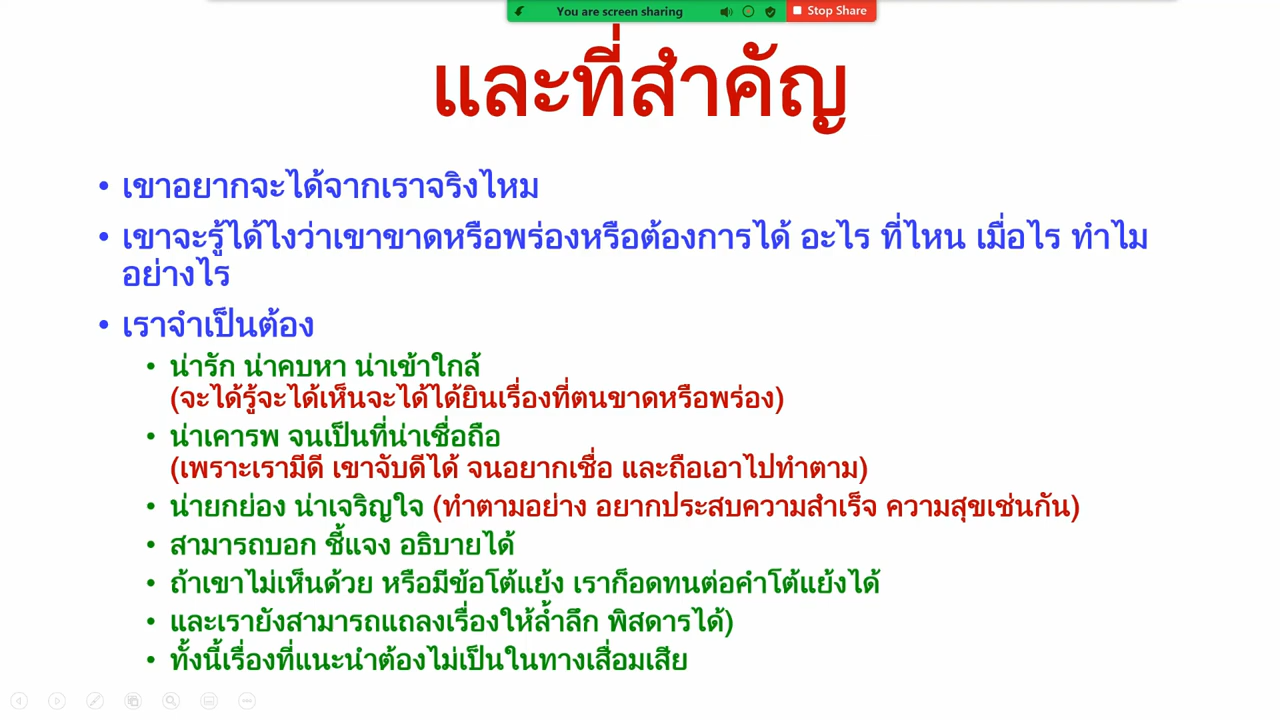 You are screen sharing
Stop Share
และที่สำคัญ
• เขาอยากจะได้จากเราจริงไหม
• เขาจะรู้ได้ไงว่าเขาขาดหรือพร่องหรือต้องการได้ อะไร ที่ไหน เมื่อไร ทำไม
อย่างไร
• เราจำเป็นต้อง
• น่ารัก น่าคบหา น่าเข้าใกล้
(จะได้รู้จะได้เห็นจะได้ได้ยินเรื่องที่ตนขาดหรือพร่อง)
• น่าเคารพ จนเป็นที่น่าเชื่อถือ
(เพราะเรามีดี เขาจับดีได้ จนอยากเชื่อ และถือเอาไปทำตาม)
• น่ายกย่อง น่าเจริญใจ (ทำตามอย่าง อยากประสบความสำเร็จ ความสุขเช่นกัน)
• สามารถบอก ชี้แจง อธิบายได้
• ถ้าเขาไม่เห็นด้วย หรือมีข้อโต้แย้ง เราก็อดทนต่อคำโต้แย้งได้
• และเรายังสามารถแถลงเรื่องให้ล้ำลึก พิสดารได้)
• ทั้งนี้เรื่องที่แนะนำต้องไม่เป็นในทางเสื่อมเสีย